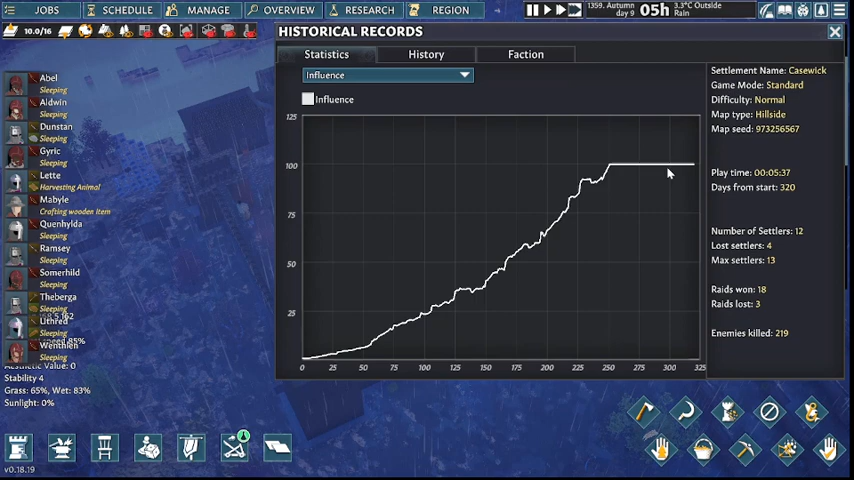 JOBS SCHEDULE MANAGE OVERVIEW RESEARCH REGION
1359. Autumn day 9 05h 3.3°C Outside Rain
10.0/16
HISTORICAL RECORDS
Statistics History Faction
Influence
Influence
125
100
75
50
25
0 25 50 75 100 125 150 175 200 225 250 275 300 325
Settlement Name: Casewick
Game Mode: Standard
Difficulty: Normal
Map type: Hillside
Map seed: 973256567
Play time: 00:05:37
Days from start: 320
Number of Settlers: 12
Lost settlers: 4
Max settlers: 13
Raids won: 18
Raids lost: 3
Enemies killed: 219
Abel
Sleeping
Aldwin
Sleeping
Dunstan
Sleeping
Gyric
Sleeping
Lette
Harvesting Animal
Mabyle
Crafting wooden item
Quenhylda
Sleeping
Ramsey
Sleeping
Somerhild
Sleeping
Theberga
Sleeping
Uthred
Sleeping
Wenthlen
Sleeping
Aesthetic Value: 0
Stability 4
Grass: 65%, Wet: 83%
Sunlight: 0%
v0.18.19